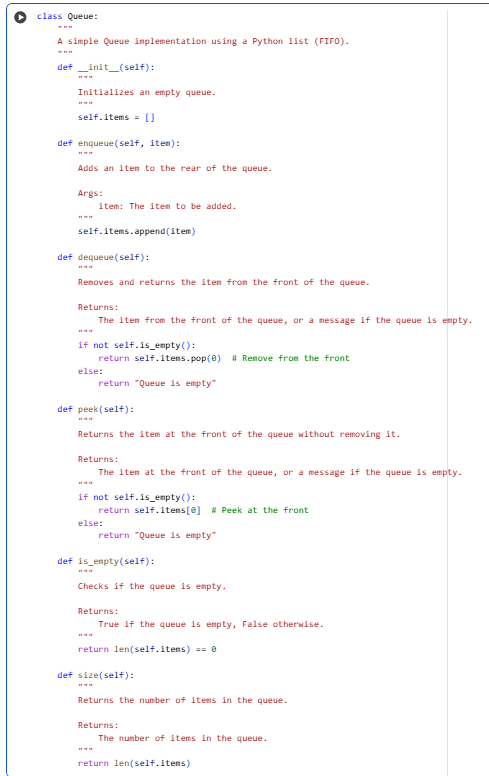 class Queue:
    """
    A simple Queue implementation using a Python list (FIFO).
    """
    def __init__(self):
        """
        Initializes an empty queue.
        """
        self.items = []

    def enqueue(self, item):
        """
        Adds an item to the rear of the queue.

        Args:
            item: The item to be added.
        """
        self.items.append(item)

    def dequeue(self):
        """
        Removes and returns the item from the front of the queue.

        Returns:
            The item from the front of the queue, or a message if the queue is empty.
        """
        if not self.is_empty():
            return self.items.pop(0)  # Remove from the front
        else:
            return "Queue is empty"

    def peek(self):
        """
        Returns the item at the front of the queue without removing it.

        Returns:
            The item at the front of the queue, or a message if the queue is empty.
        """
        if not self.is_empty():
            return self.items[0]  # Peek at the front
        else:
            return "Queue is empty"

    def is_empty(self):
        """
        Checks if the queue is empty.

        Returns:
            True if the queue is empty, False otherwise.
        """
        return len(self.items) == 0

    def size(self):
        """
        Returns the number of items in the queue.

        Returns:
            The number of items in the queue.
        """
        return len(self.items)